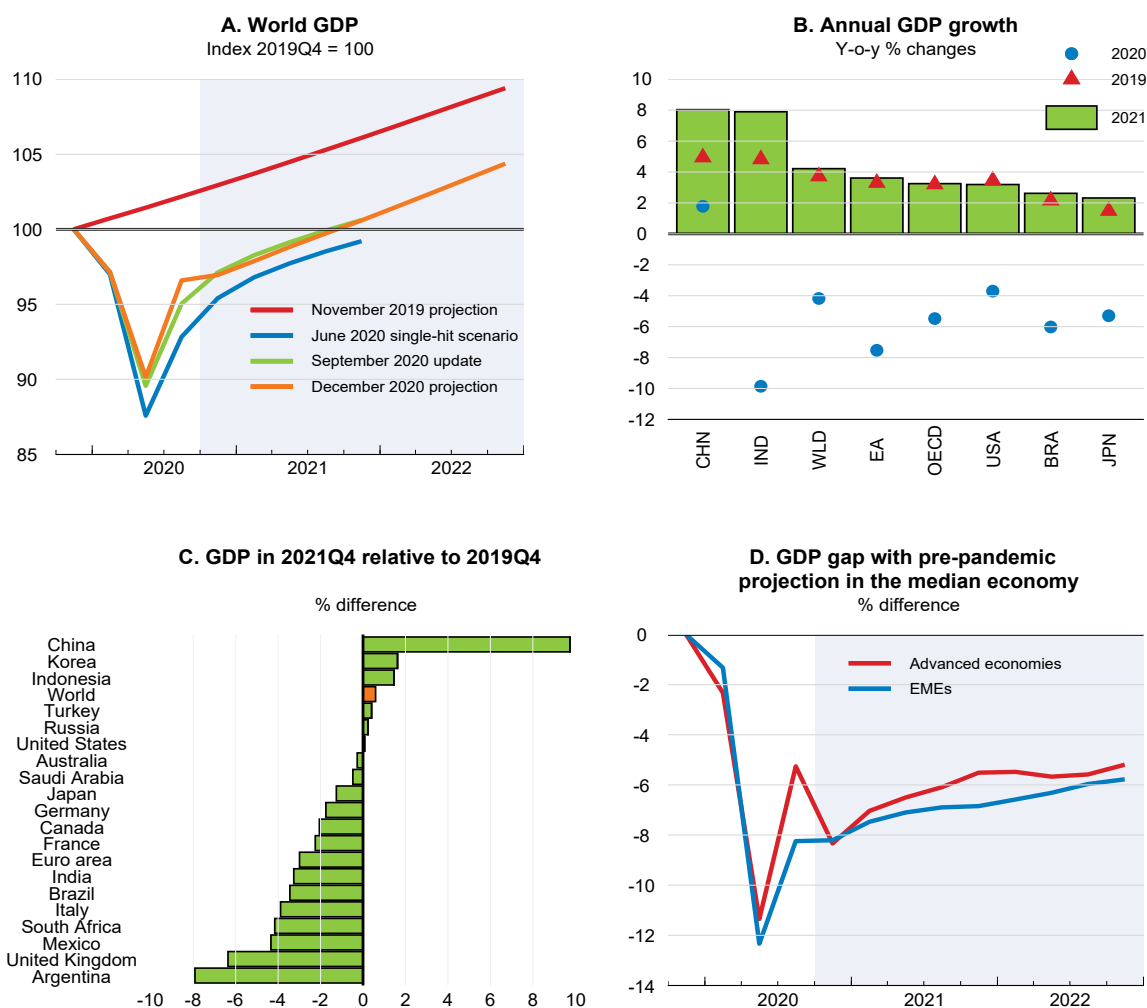 A. World GDP
Index 2019Q4 = 100
110
105
100
95
90
85
November 2019 projection
June 2020 single-hit scenario
September 2020 update
December 2020 projection
2020
2021
2022
B. Annual GDP growth
Y-o-y % changes
2020
2019
2021
10
8
6
4
2
0
-2
-4
-6
-8
-10
-12
CHN
IND
WLD
EA
OECD
USA
BRA
JPN
C. GDP in 2021Q4 relative to 2019Q4
% difference
China
Korea
Indonesia
World
Turkey
Russia
United States
Australia
Saudi Arabia
Japan
Germany
Canada
France
Euro area
India
Brazil
Italy
South Africa
Mexico
United Kingdom
Argentina
-10 -8 -6 -4 -2 0 2 4 6 8 10
D. GDP gap with pre-pandemic
projection in the median economy
% difference
0
-2
-4
-6
-8
-10
-12
-14
Advanced economies
EMEs
2020
2021
2022